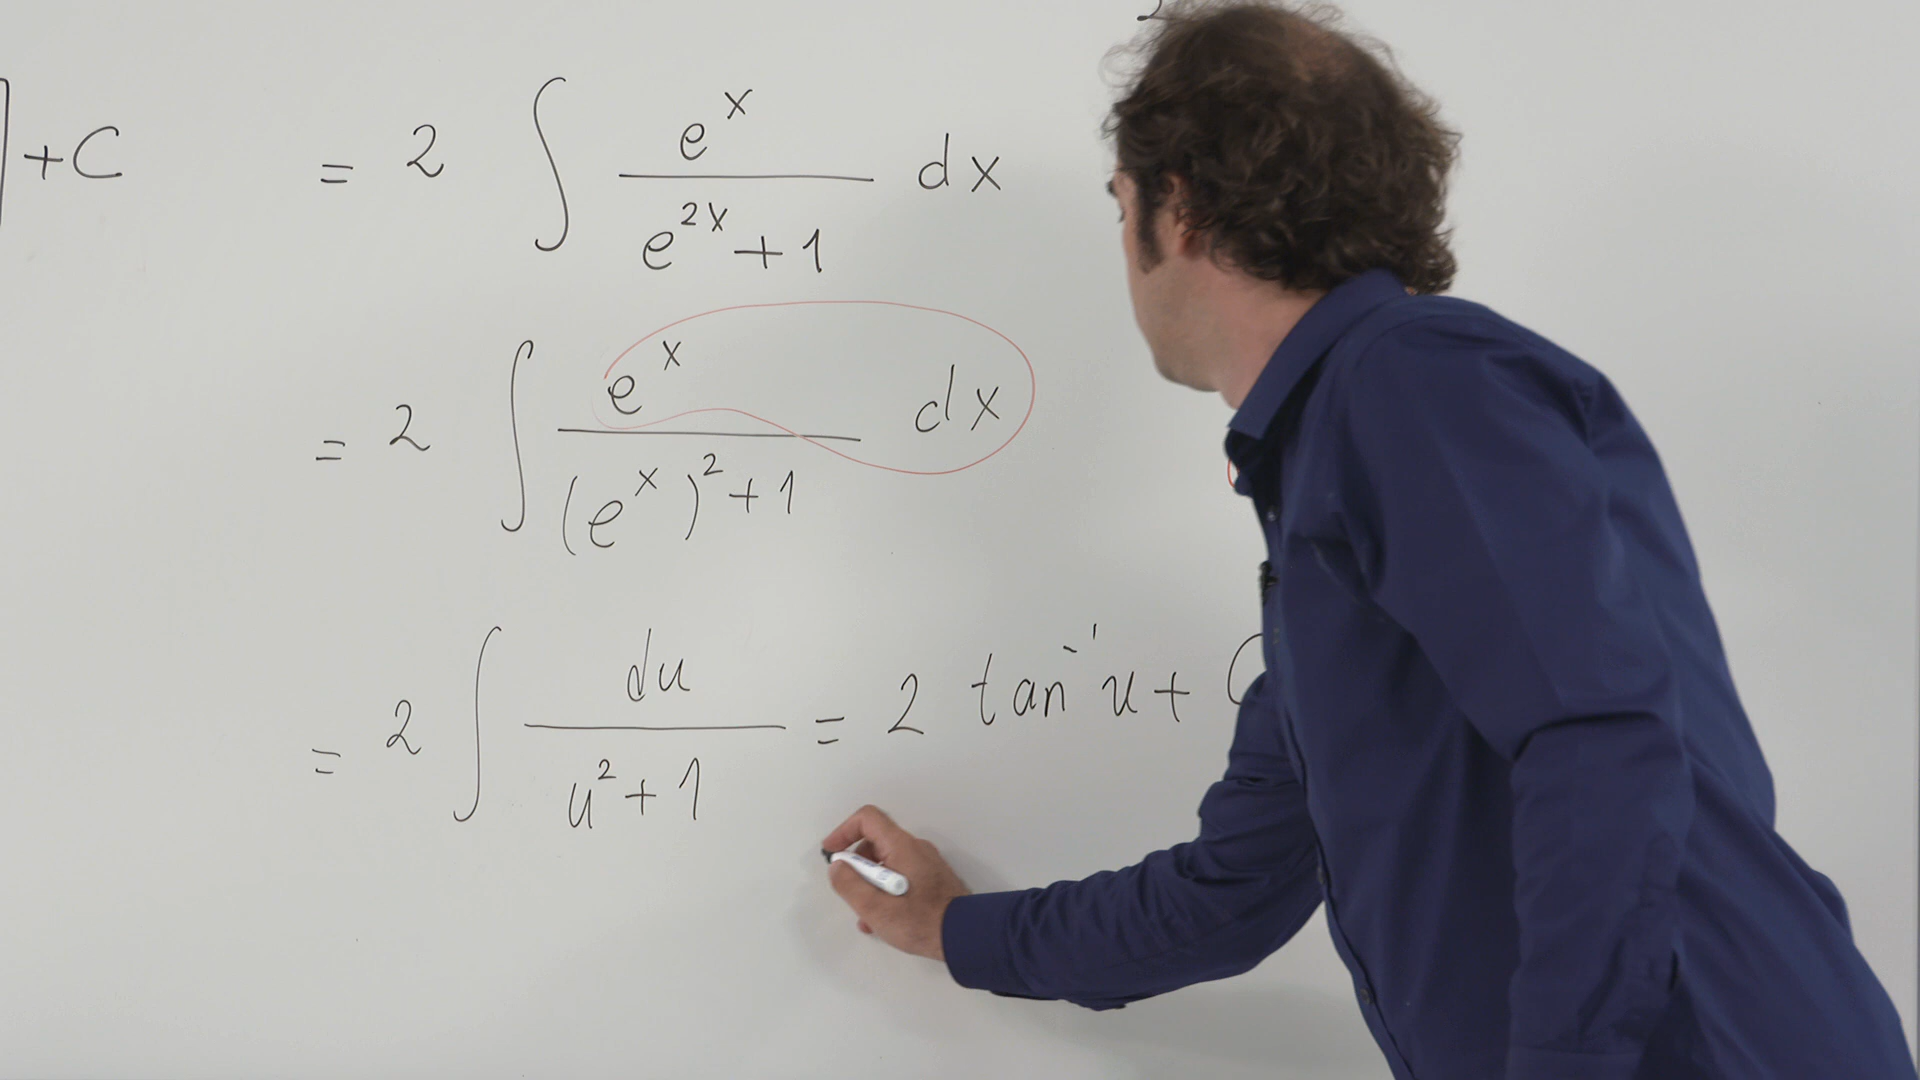 +C
= 2 ∫ e^x / (e^{2x} + 1) dx
= 2 ∫ e^x / ((e^x)^2 + 1) dx
= 2 ∫ du / (u^2 + 1) = 2 tan^{-1} u + C